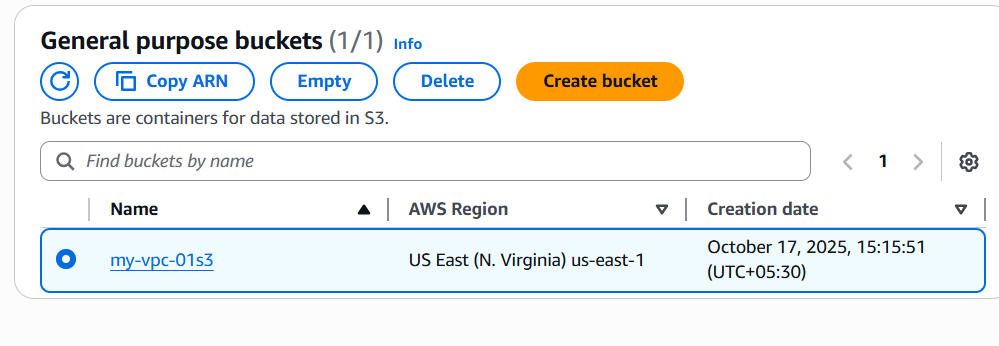 General purpose buckets (1/1) Info
Copy ARN Empty Delete Create bucket
Buckets are containers for data stored in S3.
Find buckets by name 1
Name AWS Region Creation date
my-vpc-01s3 US East (N. Virginia) us-east-1 October 17, 2025, 15:15:51
(UTC+05:30)